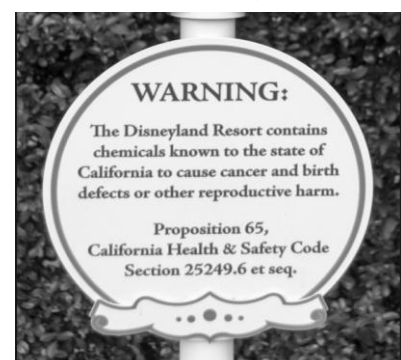 WARNING:
The Disneyland Resort contains
chemicals known to the state of
California to cause cancer and birth
defects or other reproductive harm.
Proposition 65,
California Health & Safety Code
Section 25249.6 et seq.